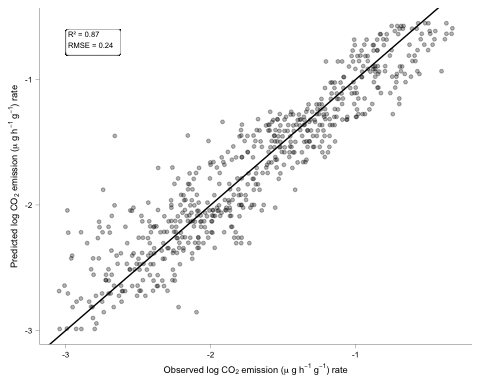 R² = 0.87
RMSE = 0.24
Predicted log CO₂ emission (μ g h⁻¹ g⁻¹) rate
-1
-2
-3
-3 -2 -1
Observed log CO₂ emission (μ g h⁻¹ g⁻¹) rate